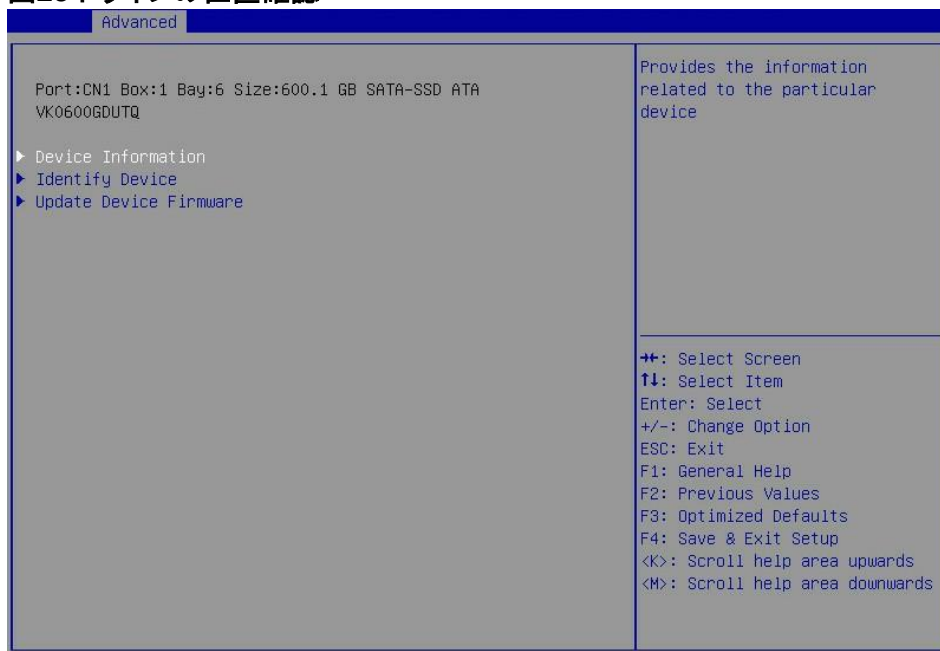 Advanced
Port:CN1 Box:1 Bay:6 Size:600.1 GB SATA-SSD ATA
VK0600GDUTQ
Device Information
Identify Device
Update Device Firmware
Provides the information
related to the particular
device
→←: Select Screen
↑↓: Select Item
Enter: Select
+/-: Change Option
ESC: Exit
F1: General Help
F2: Previous Values
F3: Optimized Defaults
F4: Save & Exit Setup
<K>: Scroll help area upwards
<M>: Scroll help area downwards